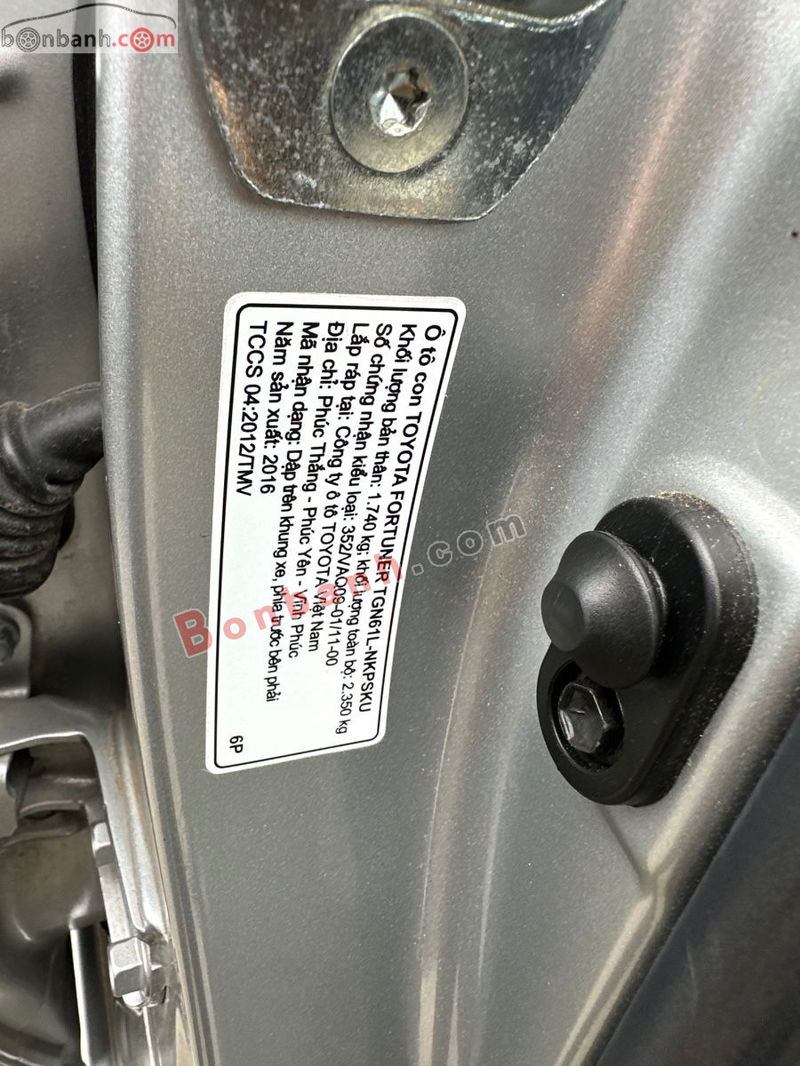 bonbanh.com
Ô tô con TOYOTA FORTUNER TGN61L-NKPSKU
Khối lượng bản thân: 1.740 kg; khối lượng toàn bộ: 2.350 kg
Số chứng nhận kiểu loại: 352/VAQ09-01/11-00
Lắp ráp tại: Công ty ô tô TOYOTA Việt Nam
Địa chỉ: Phúc Thắng - Phúc Yên - Vĩnh Phúc
Mã nhận dạng: Dập trên khung xe, phía trước bên phải
Năm sản xuất: 2016
TCCS 04:2012/TMV
6P
Bonbanh.com